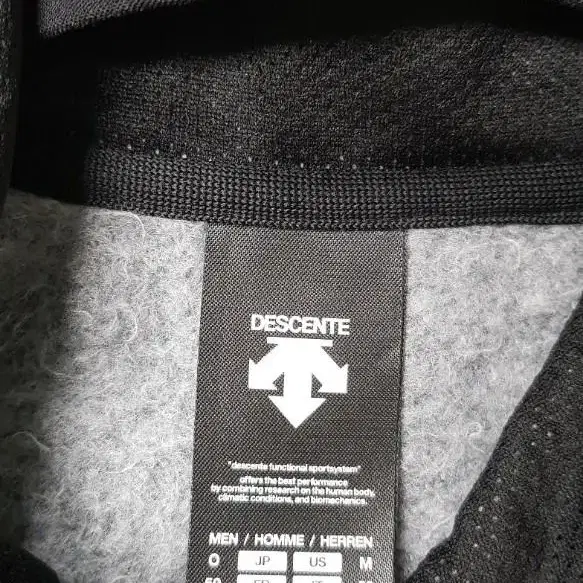 DESCENTE
"descente functional sportsystem"
offers the best performance
by combining research on the human body,
climatic conditions, and biomechanics.
MEN / HOMME / HERREN
O JP US M